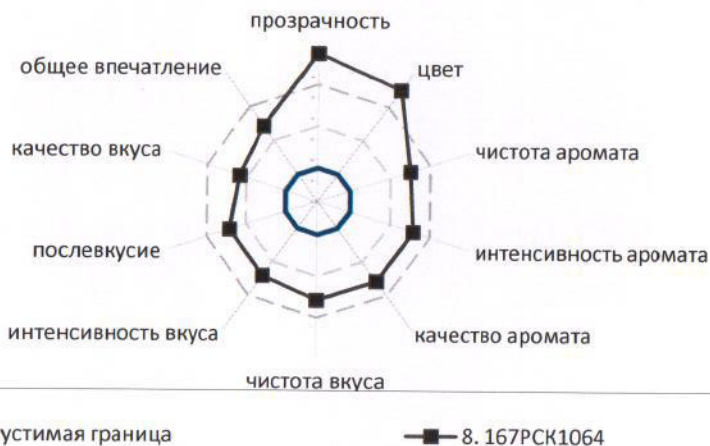 прозрачность
общее впечатление
цвет
качество вкуса
чистота аромата
послевкусие
интенсивность аромата
интенсивность вкуса
качество аромата
чистота вкуса
устимая граница
8. 167РСК1064